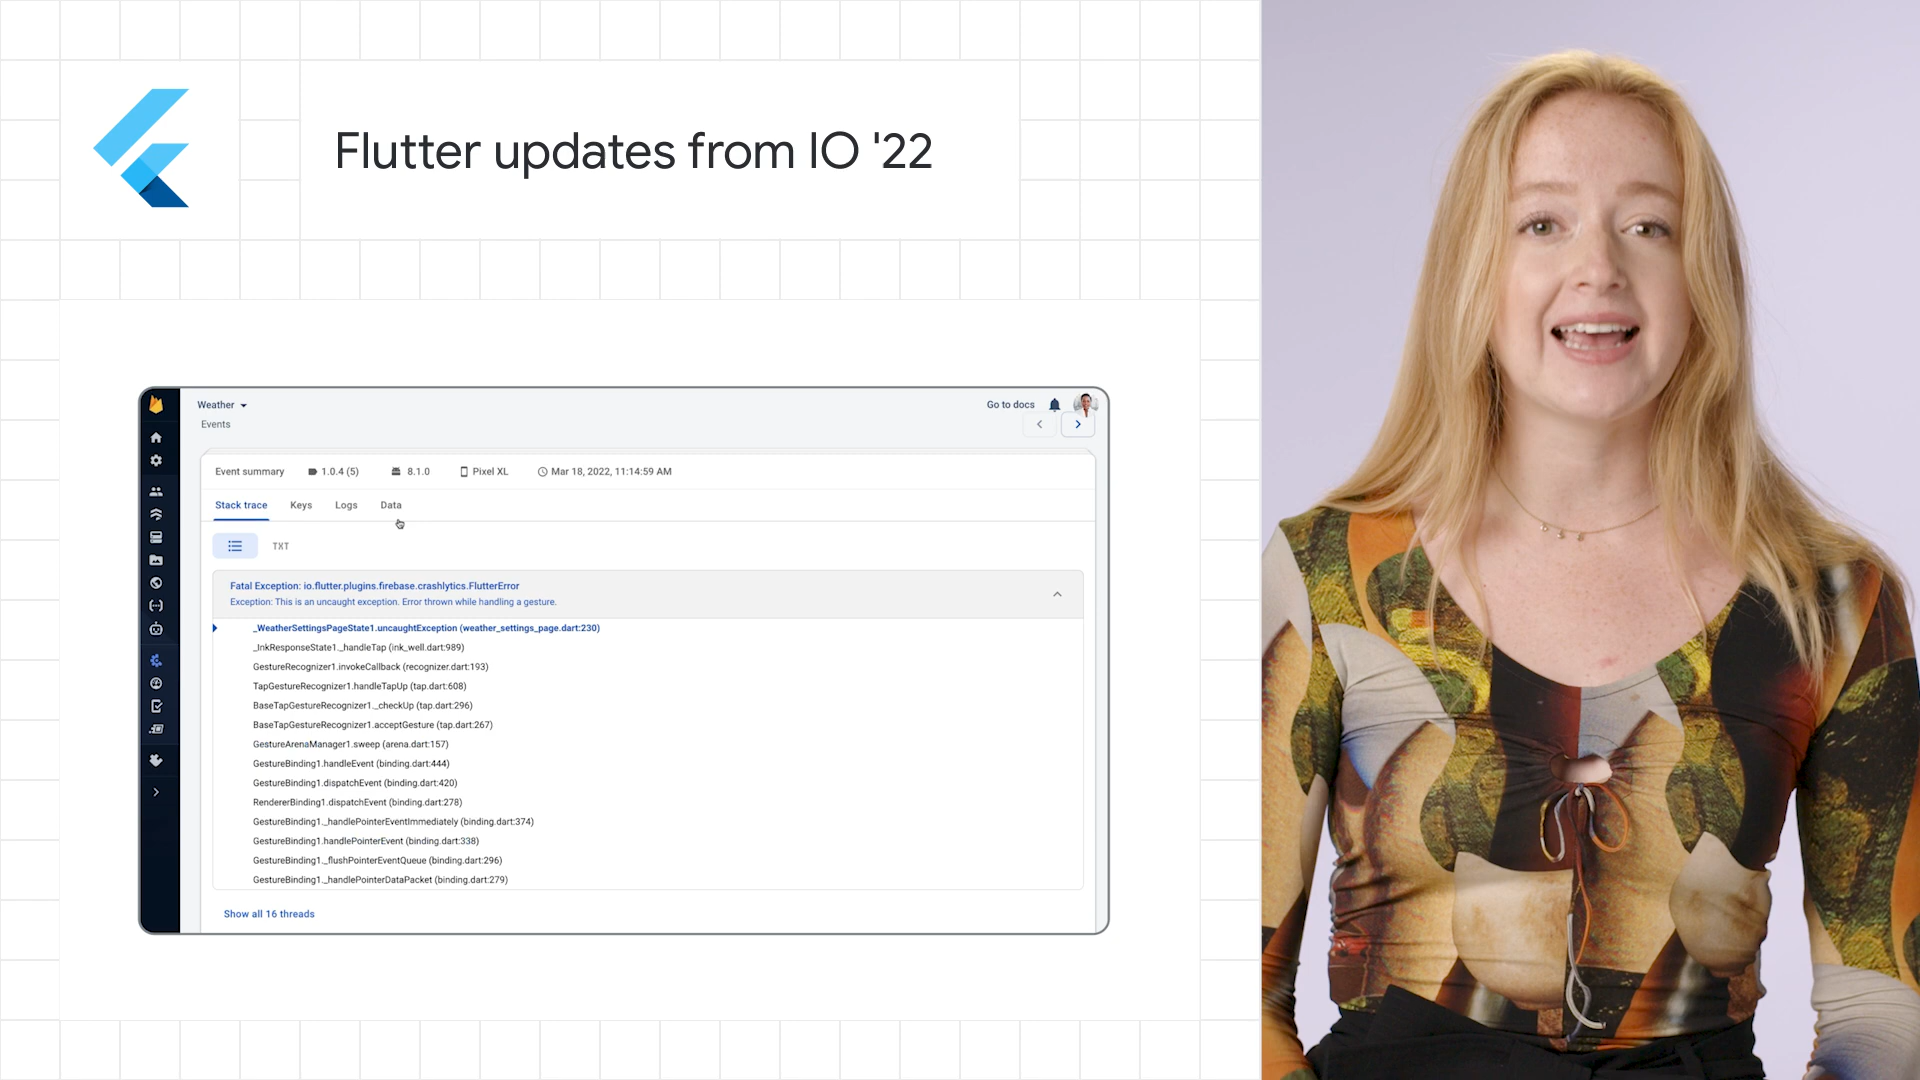 Flutter updates from IO '22
Weather
Go to docs
Events
Event summary 1.0.4 (5) 8.1.0 Pixel XL Mar 18, 2022, 11:14:59 AM
Stack trace Keys Logs Data
TXT
Fatal Exception: io.flutter.plugins.firebase.crashlytics.FlutterError
Exception: This is an uncaught exception. Error thrown while handling a gesture.
_WeatherSettingsPageState1.uncaughtException (weather_settings_page.dart:230)
_InkResponseState1._handleTap (ink_well.dart:989)
GestureRecognizer1.invokeCallback (recognizer.dart:193)
TapGestureRecognizer1.handleTapUp (tap.dart:608)
BaseTapGestureRecognizer1._checkUp (tap.dart:296)
BaseTapGestureRecognizer1.acceptGesture (tap.dart:267)
GestureArenaManager1.sweep (arena.dart:157)
GestureBinding1.handleEvent (binding.dart:444)
GestureBinding1.dispatchEvent (binding.dart:420)
RendererBinding1.dispatchEvent (binding.dart:278)
GestureBinding1._handlePointerEventImmediately (binding.dart:374)
GestureBinding1.handlePointerEvent (binding.dart:338)
GestureBinding1._flushPointerEventQueue (binding.dart:296)
GestureBinding1._handlePointerDataPacket (binding.dart:279)
Show all 16 threads